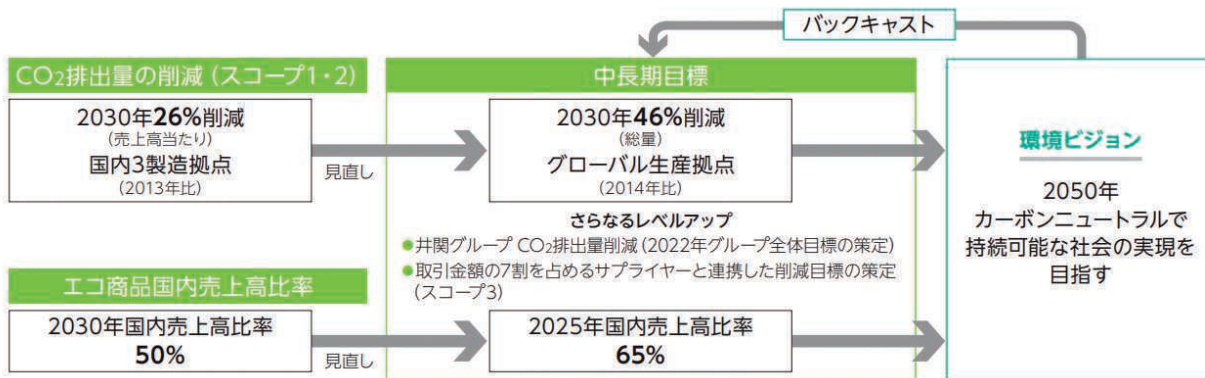 バックキャスト
CO₂排出量の削減（スコープ1・2）
2030年26%削減
（売上高当たり）
国内3製造拠点
（2013年比）
見直し
中長期目標
2030年46%削減
（総量）
グローバル生産拠点
（2014年比）
さらなるレベルアップ
●井関グループ CO₂排出量削減（2022年グループ全体目標の策定）
●取引金額の7割を占めるサプライヤーと連携した削減目標の策定
（スコープ3）
エコ商品国内売上高比率
2030年国内売上高比率
50%
見直し
2025年国内売上高比率
65%
環境ビジョン
2050年
カーボンニュートラルで
持続可能な社会の実現を
目指す